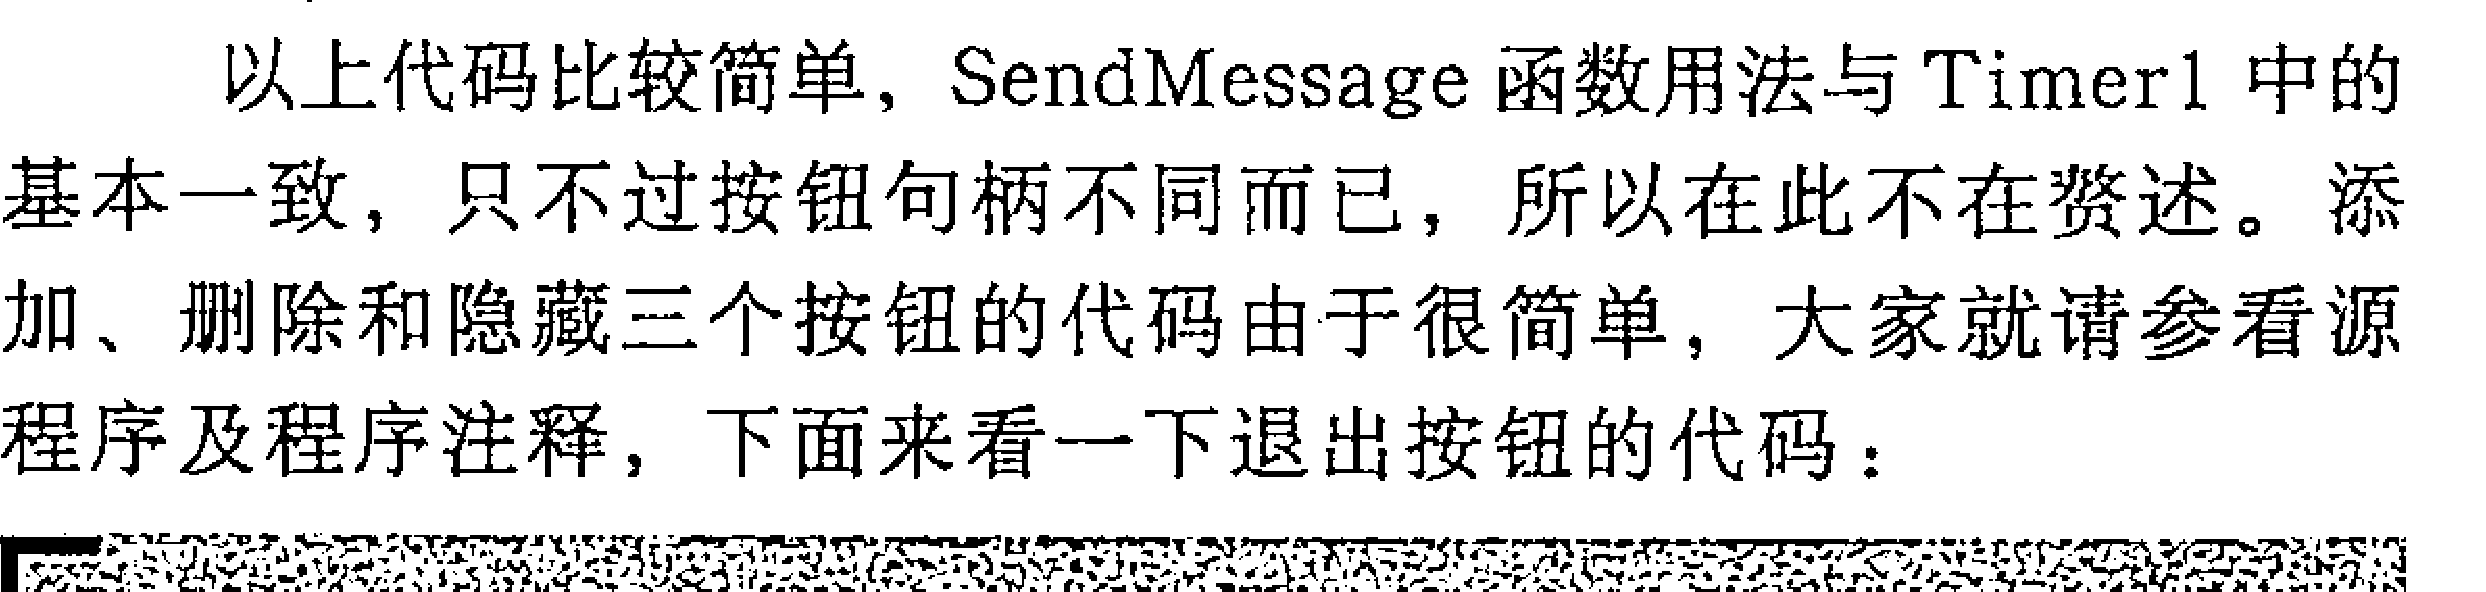 以上代码比较简单，SendMessage 函数用法与 Timer1 中的
基本一致，只不过按钮句柄不同而已，所以在此不在赘述。添
加、删除和隐藏三个按钮的代码由于很简单，大家就请参看源
程序及程序注释，下面来看一下退出按钮的代码：